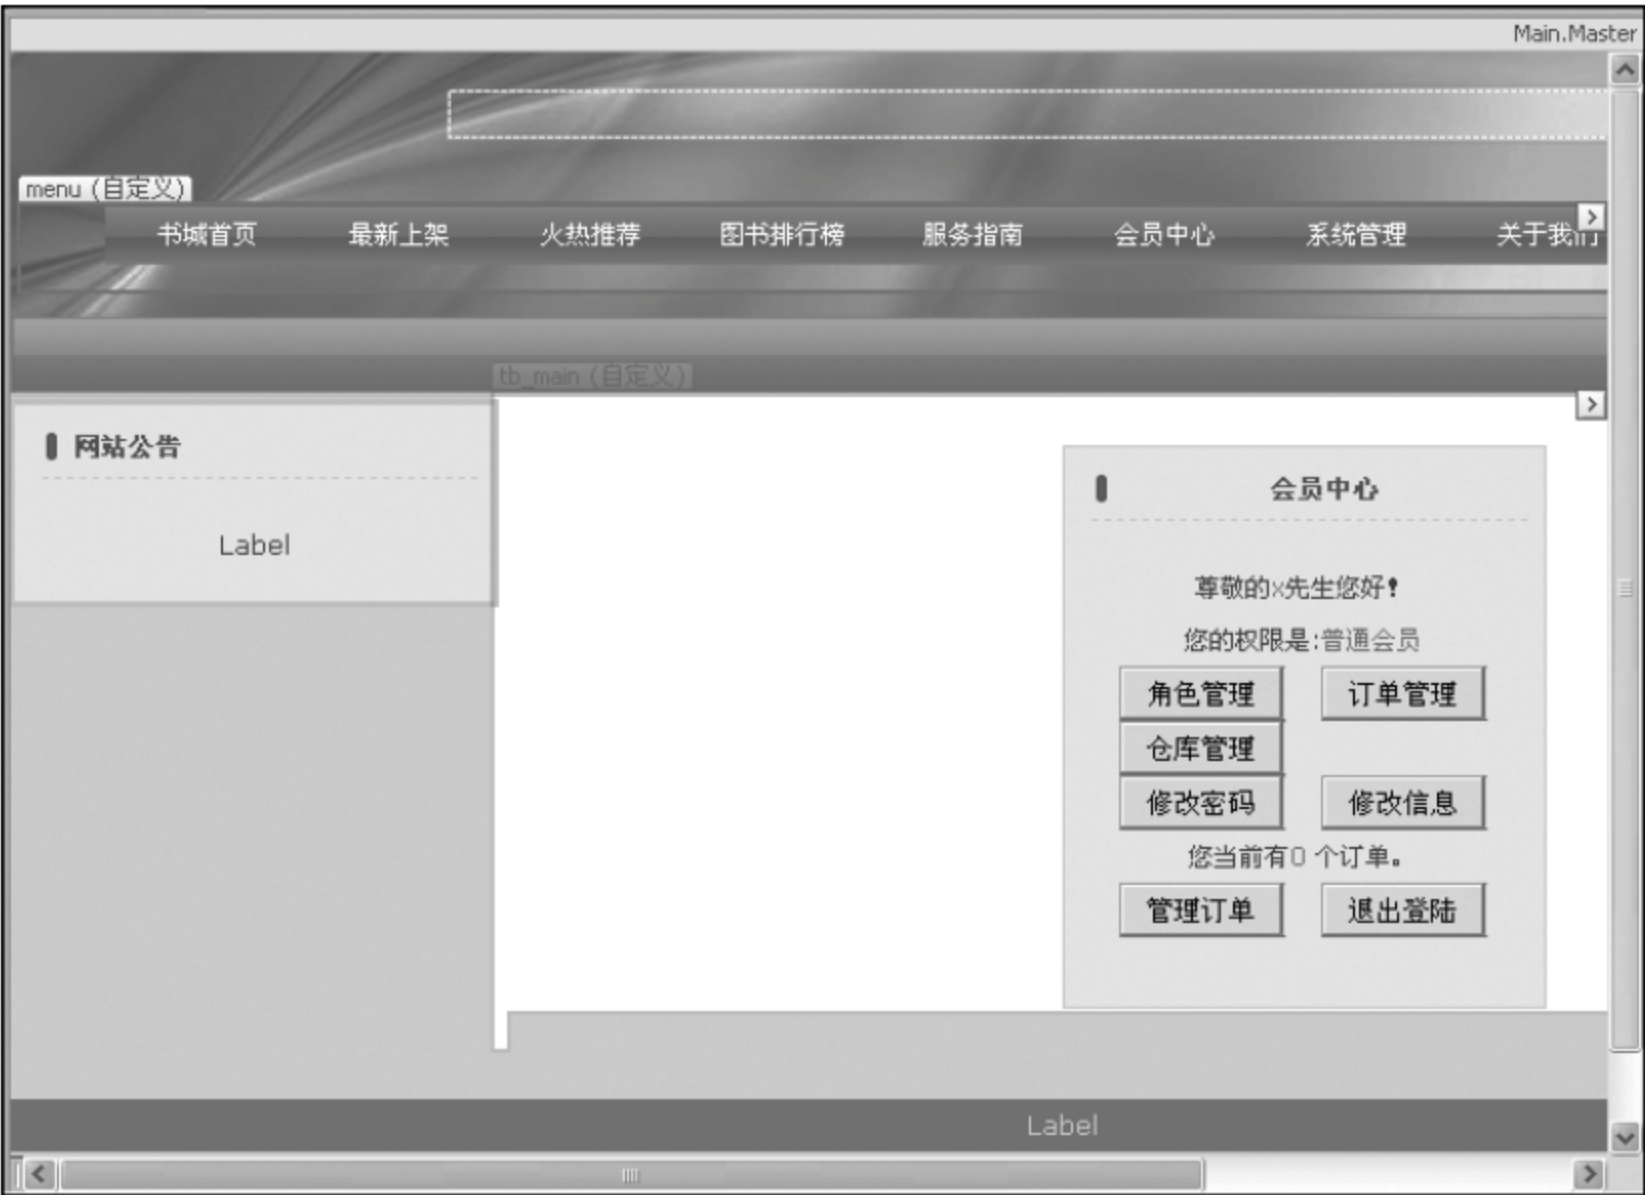 Main.Master
menu (自定义)
书城首页 最新上架 火热推荐 图书排行榜 服务指南 会员中心 系统管理 关于我们
tb_main (自定义)
网站公告
Label
会员中心
尊敬的x先生您好!
您的权限是:普通会员
角色管理 订单管理
仓库管理
修改密码 修改信息
您当前有0 个订单。
管理订单 退出登陆
Label